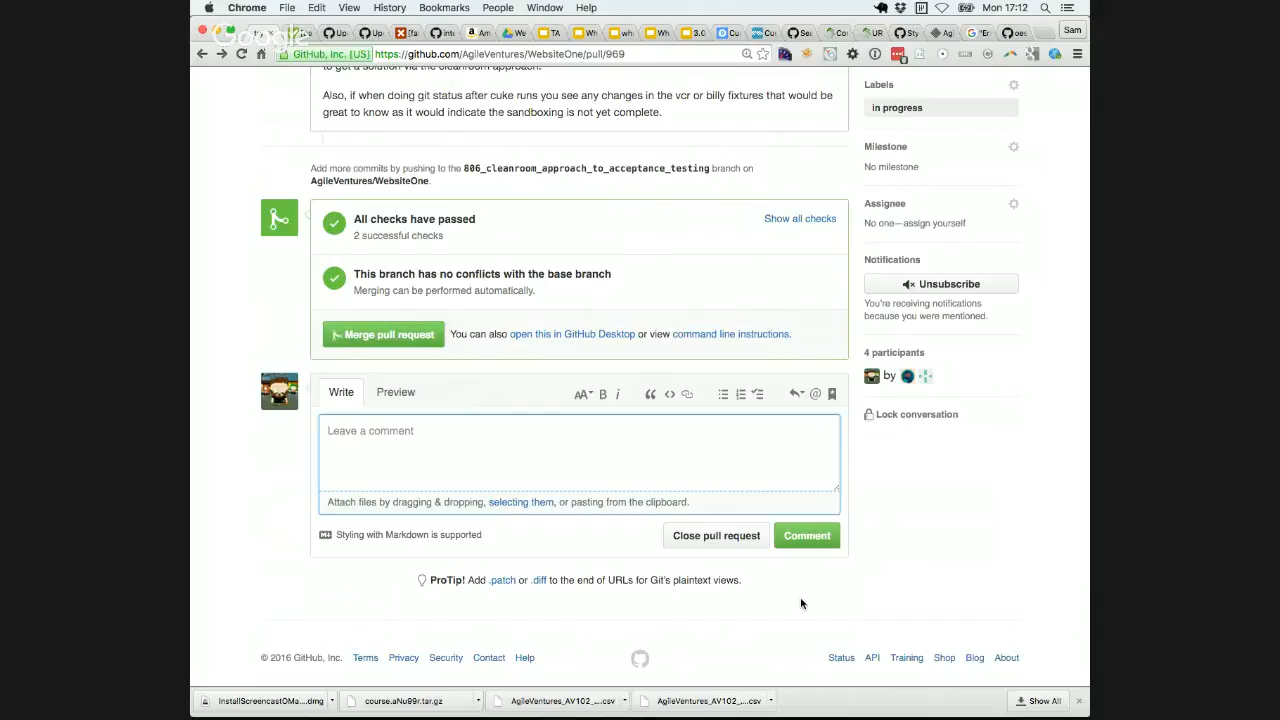 Chrome File Edit View History Bookmarks People Window Help
Mon 17:12
Google
Sam
GitHub, Inc. [US] https://github.com/AgileVentures/WebsiteOne/pull/969
to get a solution via the cleanroom approach.
Also, if when doing git status after cuke runs you see any changes in the vcr or billy fixtures that would be
great to know as it would indicate the sandboxing is not yet complete.
Add more commits by pushing to the 806_cleanroom_approach_to_acceptance_testing branch on
AgileVentures/WebsiteOne.
All checks have passed
Show all checks
2 successful checks
This branch has no conflicts with the base branch
Merging can be performed automatically.
Merge pull request
You can also open this in GitHub Desktop or view command line instructions.
Write Preview
Leave a comment
Attach files by dragging & dropping, selecting them, or pasting from the clipboard.
Styling with Markdown is supported
Close pull request Comment
ProTip! Add .patch or .diff to the end of URLs for Git's plaintext views.
Labels
in progress
Milestone
No milestone
Assignee
No one—assign yourself
Notifications
Unsubscribe
You're receiving notifications
because you were mentioned.
4 participants
by
Lock conversation
© 2016 GitHub, Inc. Terms Privacy Security Contact Help
Status API Training Shop Blog About
InstallScreencastOMa....dmg course.aNu99r.tar.gz AgileVentures_AV102_...csv AgileVentures_AV102_...csv Show All